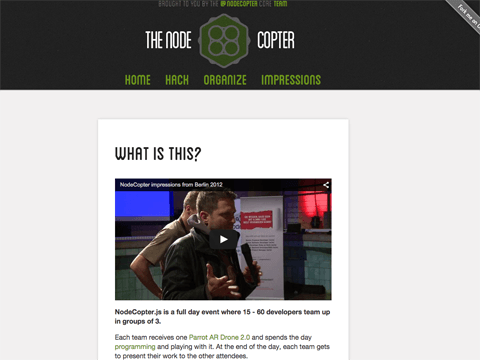 BROUGHT TO YOU BY THE NODECOPTER CORE TEAM
THE NODE COPTER
HOME HACK ORGANIZE IMPRESSIONS
WHAT IS THIS?
NodeCopter impressions from Berlin 2012
NodeCopter.js is a full day event where 15 - 60 developers team up
in groups of 3.
Each team receives one Parrot AR Drone 2.0 and spends the day
programming and playing with it. At the end of the day, each team gets
to present their work to the other attendees.
Fork me on